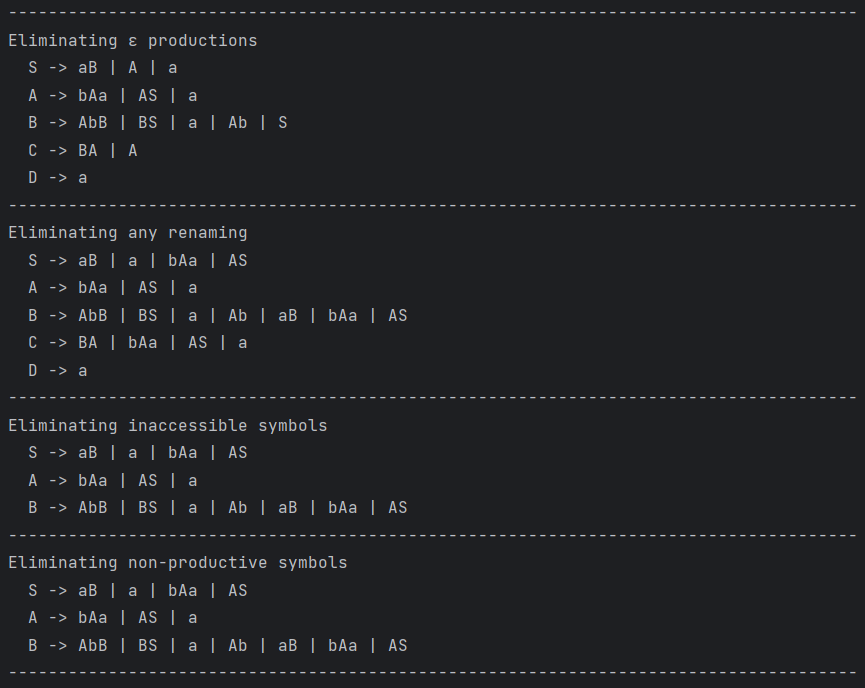 -------------------------------------------------------------------------------------
Eliminating ε productions
  S -> aB | A | a
  A -> bAa | AS | a
  B -> AbB | BS | a | Ab | S
  C -> BA | A
  D -> a
-------------------------------------------------------------------------------------
Eliminating any renaming
  S -> aB | a | bAa | AS
  A -> bAa | AS | a
  B -> AbB | BS | a | Ab | aB | bAa | AS
  C -> BA | bAa | AS | a
  D -> a
-------------------------------------------------------------------------------------
Eliminating inaccessible symbols
  S -> aB | a | bAa | AS
  A -> bAa | AS | a
  B -> AbB | BS | a | Ab | aB | bAa | AS
-------------------------------------------------------------------------------------
Eliminating non-productive symbols
  S -> aB | a | bAa | AS
  A -> bAa | AS | a
  B -> AbB | BS | a | Ab | aB | bAa | AS
-------------------------------------------------------------------------------------